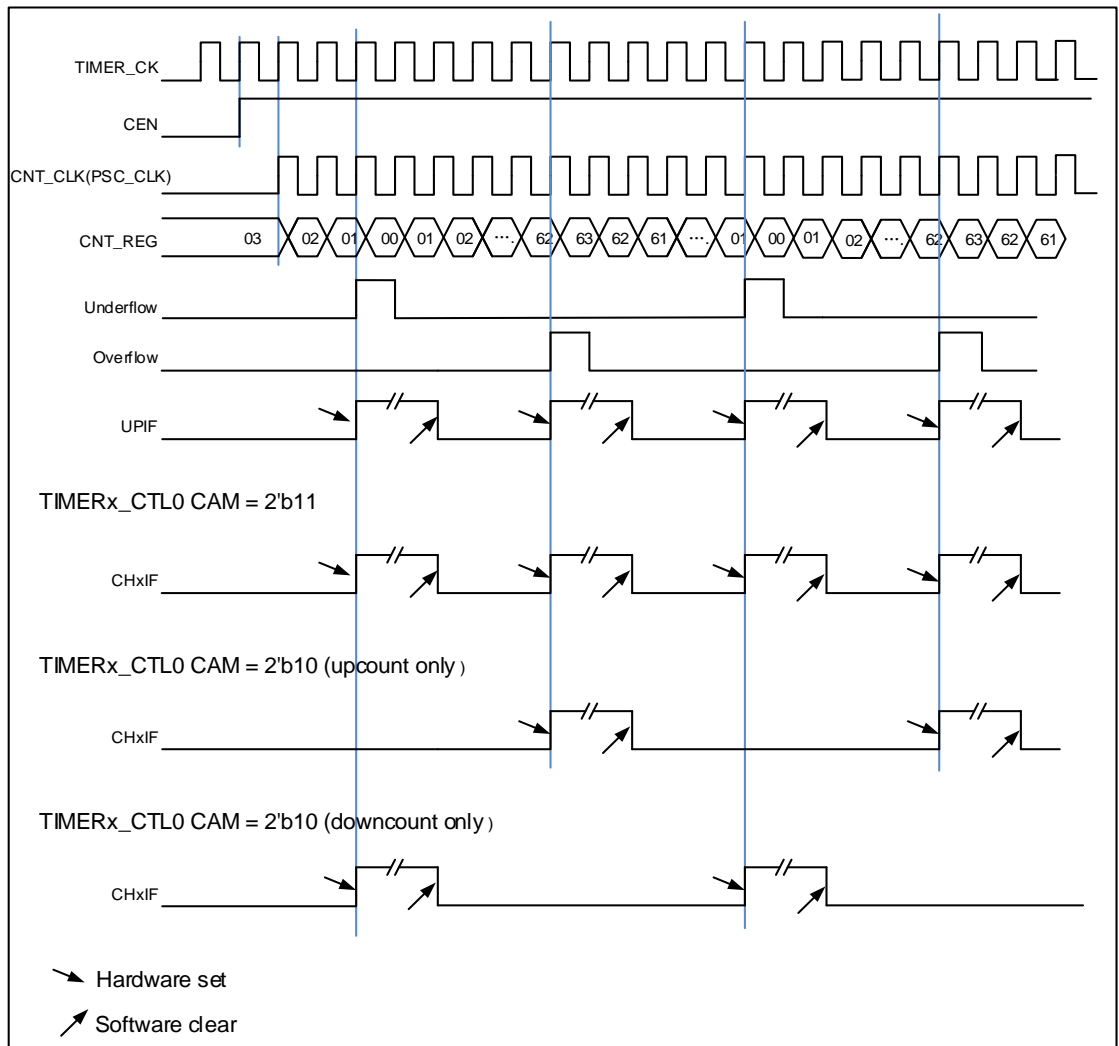 TIMER_CK
CEN
CNT_CLK(PSC_CLK)
CNT_REG 03 02 01 00 01 02 …. 62 63 62 61 …. 01 00 01 02 …. 62 63 62 61
Underflow
Overflow
UPIF
TIMERx_CTL0 CAM = 2'b11
CHxIF
TIMERx_CTL0 CAM = 2'b10 (upcount only）
CHxIF
TIMERx_CTL0 CAM = 2'b10 (downcount only）
CHxIF
Hardware set
Software clear